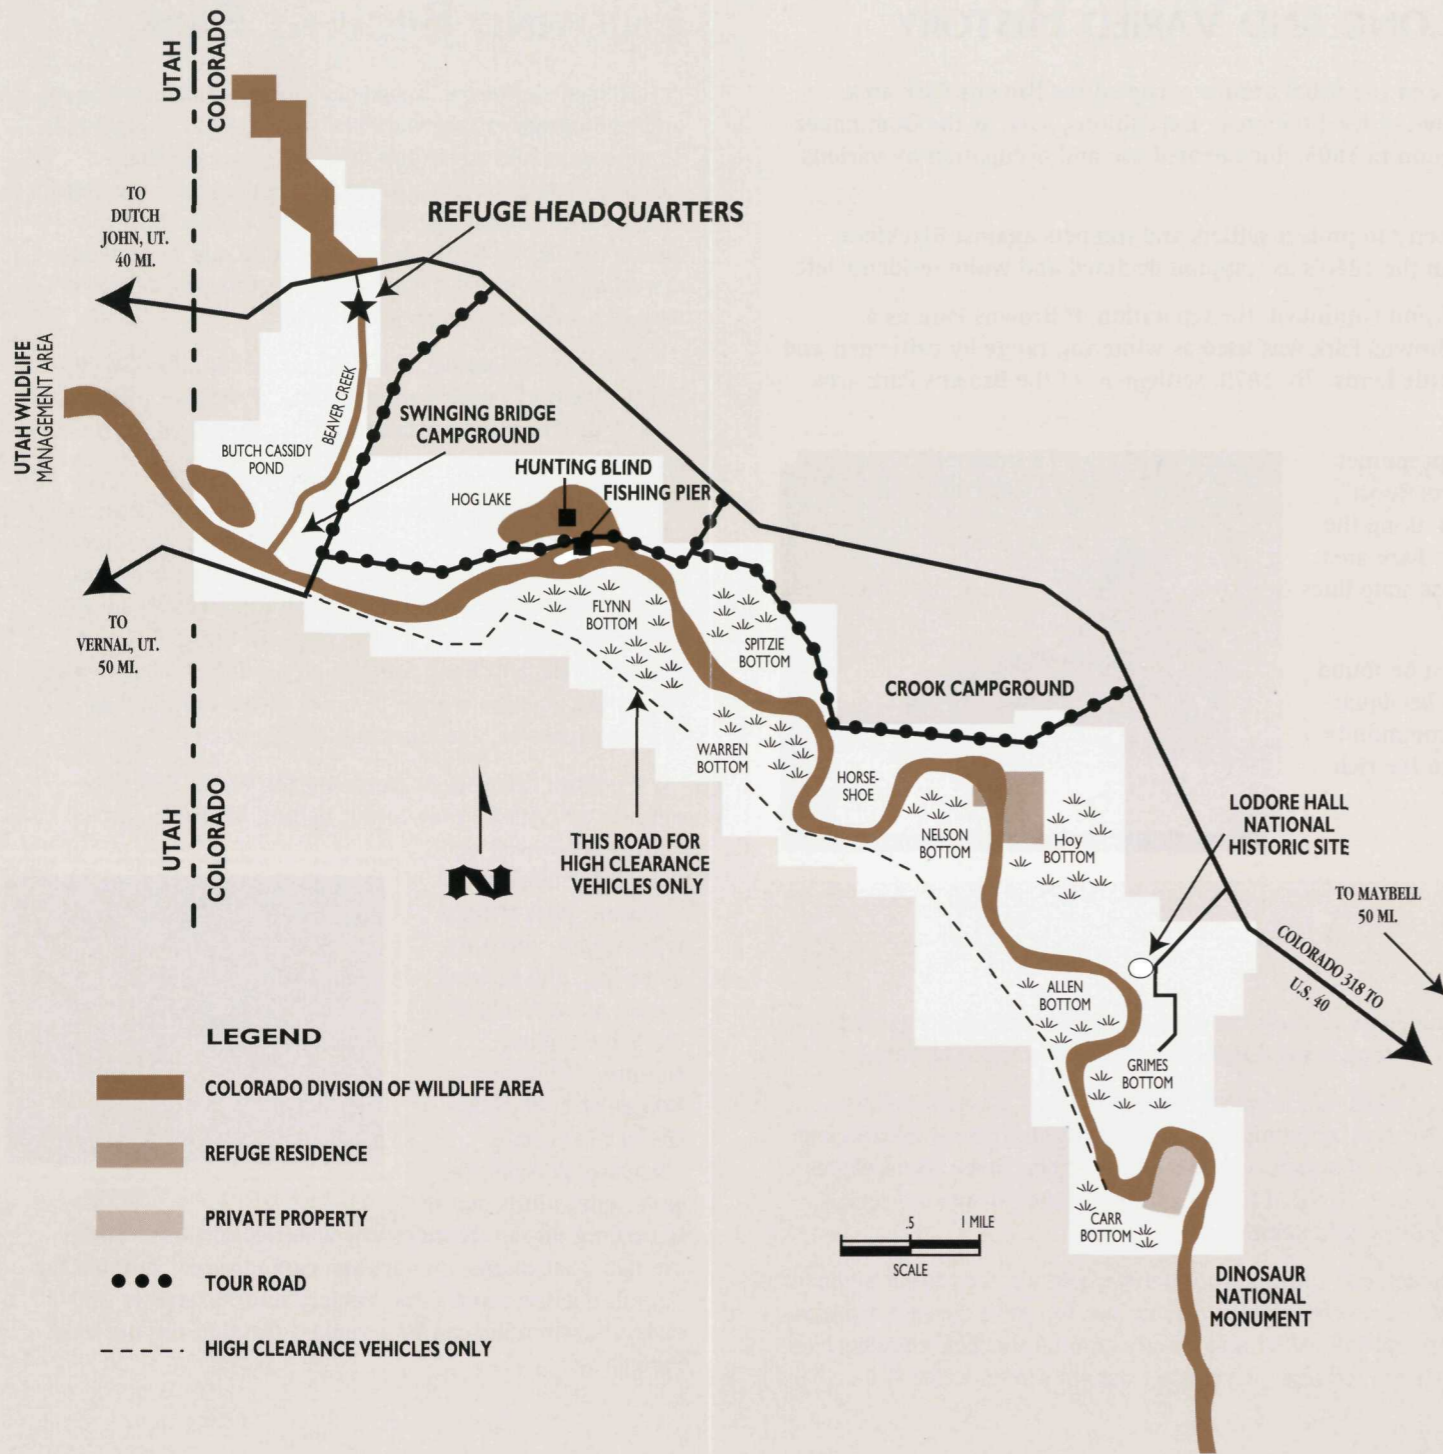 UTAH
COLORADO
TO
DUTCH
JOHN, UT.
40 MI.
REFUGE HEADQUARTERS
UTAH WILDLIFE
MANAGEMENT AREA
BEAVER CREEK
BUTCH CASSIDY
POND
SWINGING BRIDGE
CAMPGROUND
HUNTING BLIND
HOG LAKE
FISHING PIER
TO
VERNAL, UT.
50 MI.
FLYNN
BOTTOM
SPITZIE
BOTTOM
CROOK CAMPGROUND
WARREN
BOTTOM
HORSE-
SHOE
UTAH
COLORADO
N
THIS ROAD FOR
HIGH CLEARANCE
VEHICLES ONLY
NELSON
BOTTOM
Hoy
BOTTOM
LODORE HALL
NATIONAL
HISTORIC SITE
TO MAYBELL
50 MI.
COLORADO 318 TO
U.S. 40
ALLEN
BOTTOM
GRIMES
BOTTOM
CARR
BOTTOM
LEGEND
COLORADO DIVISION OF WILDLIFE AREA
REFUGE RESIDENCE
PRIVATE PROPERTY
TOUR ROAD
HIGH CLEARANCE VEHICLES ONLY
.5 1 MILE
SCALE
DINOSAUR
NATIONAL
MONUMENT